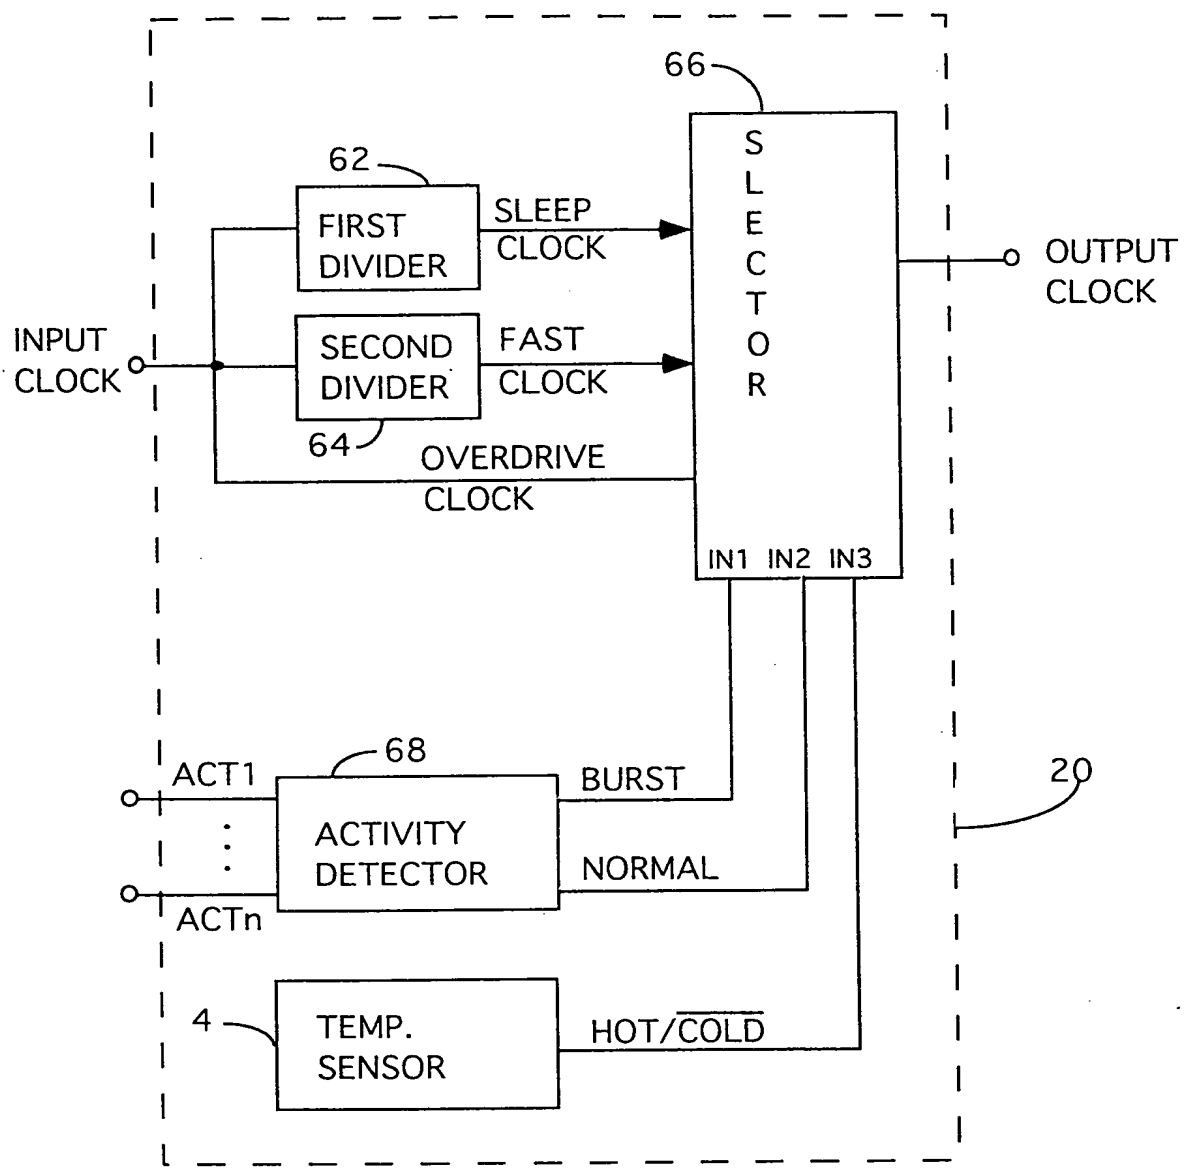 66
SLECTOR
62
FIRST
DIVIDER
SLEEP
CLOCK
OUTPUT
CLOCK
INPUT
CLOCK
SECOND
DIVIDER
FAST
CLOCK
64
OVERDRIVE
CLOCK
IN1 IN2 IN3
68
ACT1
BURST
20
ACTIVITY
DETECTOR
NORMAL
ACTn
4
TEMP.
SENSOR
HOT/C̅O̅L̅D̅